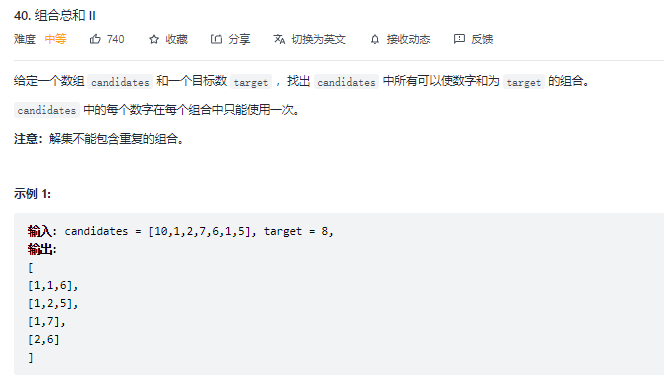 40. 组合总和 II
难度 中等 740 收藏 分享 切换为英文 接收动态 反馈
给定一个数组 candidates 和一个目标数 target ，找出 candidates 中所有可以使数字和为 target 的组合。
candidates 中的每个数字在每个组合中只能使用一次。
注意：解集不能包含重复的组合。
示例 1:
输入: candidates = [10,1,2,7,6,1,5], target = 8,
输出:
[
[1,1,6],
[1,2,5],
[1,7],
[2,6]
]